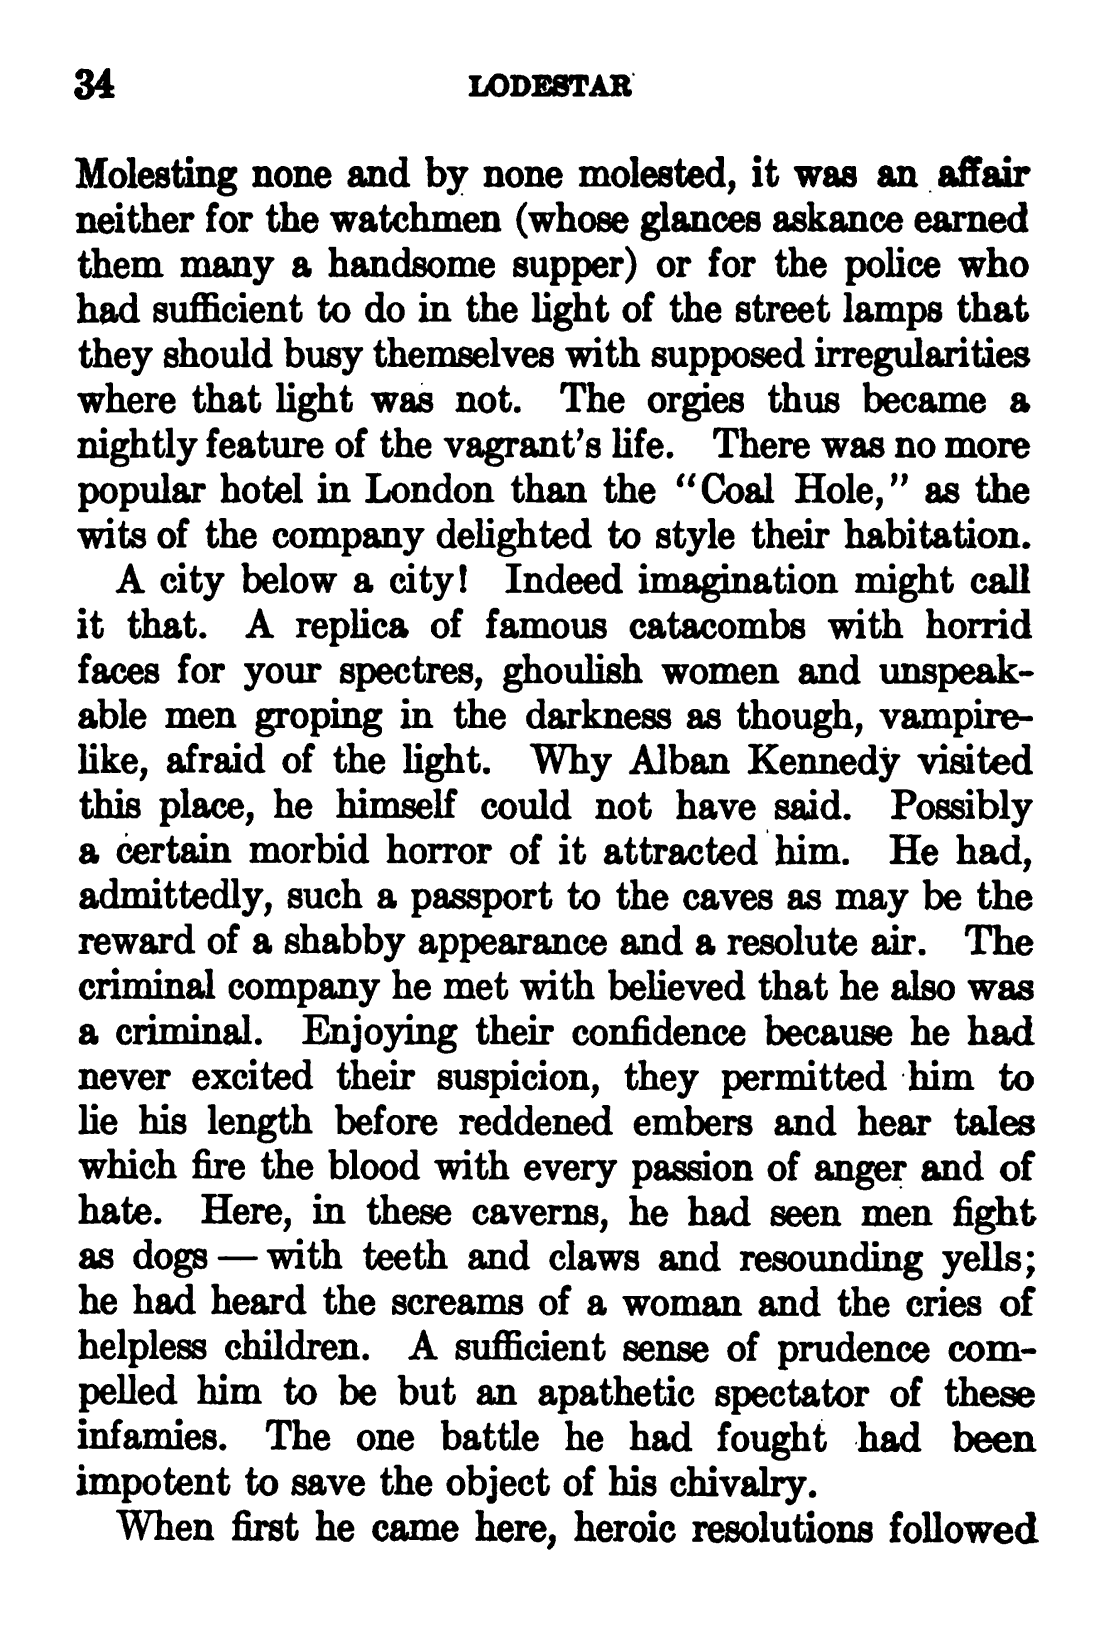 34 LODESTAR
Molesting none and by none molested, it was an affair
neither for the watchmen (whose glances askance earned
them many a handsome supper) or for the police who
had sufficient to do in the light of the street lamps that
they should busy themselves with supposed irregularities
where that light was not. The orgies thus became a
nightly feature of the vagrant's life. There was no more
popular hotel in London than the "Coal Hole," as the
wits of the company delighted to style their habitation.
A city below a city! Indeed imagination might call
it that. A replica of famous catacombs with horrid
faces for your spectres, ghoulish women and unspeak-
able men groping in the darkness as though, vampire-
like, afraid of the light. Why Alban Kennedy visited
this place, he himself could not have said. Possibly
a certain morbid horror of it attracted him. He had,
admittedly, such a passport to the caves as may be the
reward of a shabby appearance and a resolute air. The
criminal company he met with believed that he also was
a criminal. Enjoying their confidence because he had
never excited their suspicion, they permitted him to
lie his length before reddened embers and hear tales
which fire the blood with every passion of anger and of
hate. Here, in these caverns, he had seen men fight
as dogs — with teeth and claws and resounding yells;
he had heard the screams of a woman and the cries of
helpless children. A sufficient sense of prudence com-
pelled him to be but an apathetic spectator of these
infamies. The one battle he had fought had been
impotent to save the object of his chivalry.
When first he came here, heroic resolutions followed